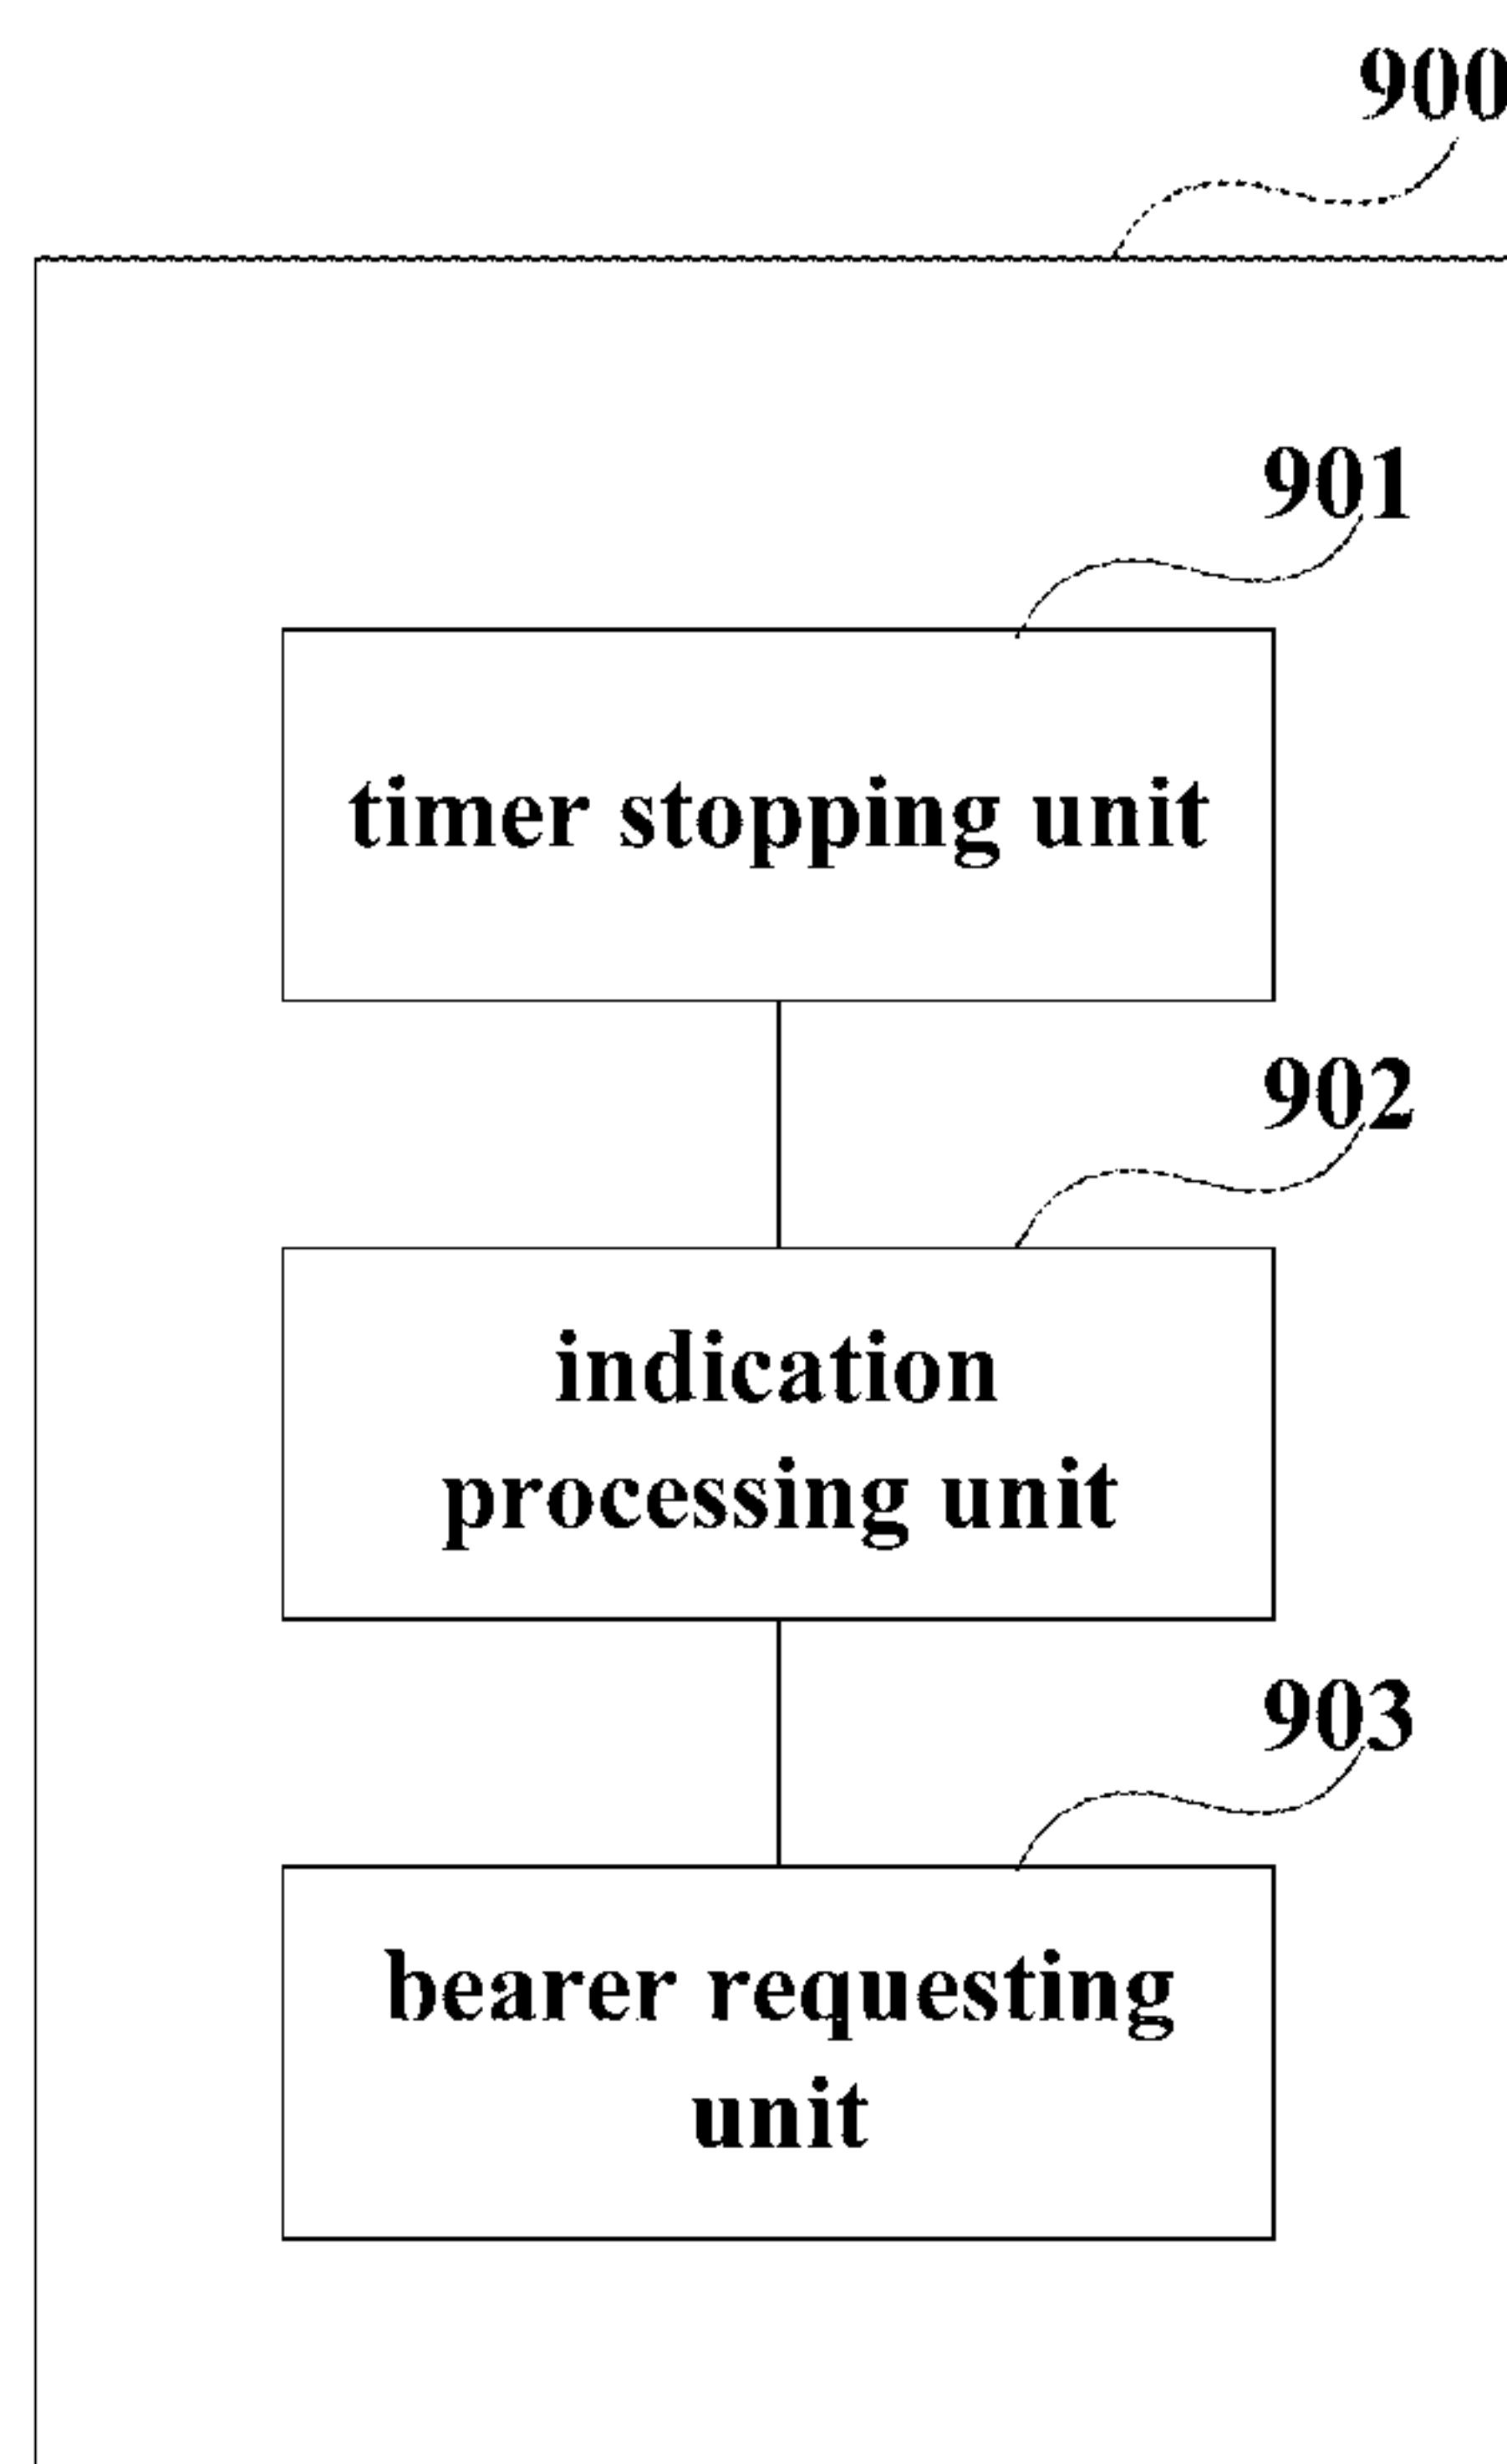 900
901
timer stopping unit
902
indication
processing unit
903
bearer requesting
unit